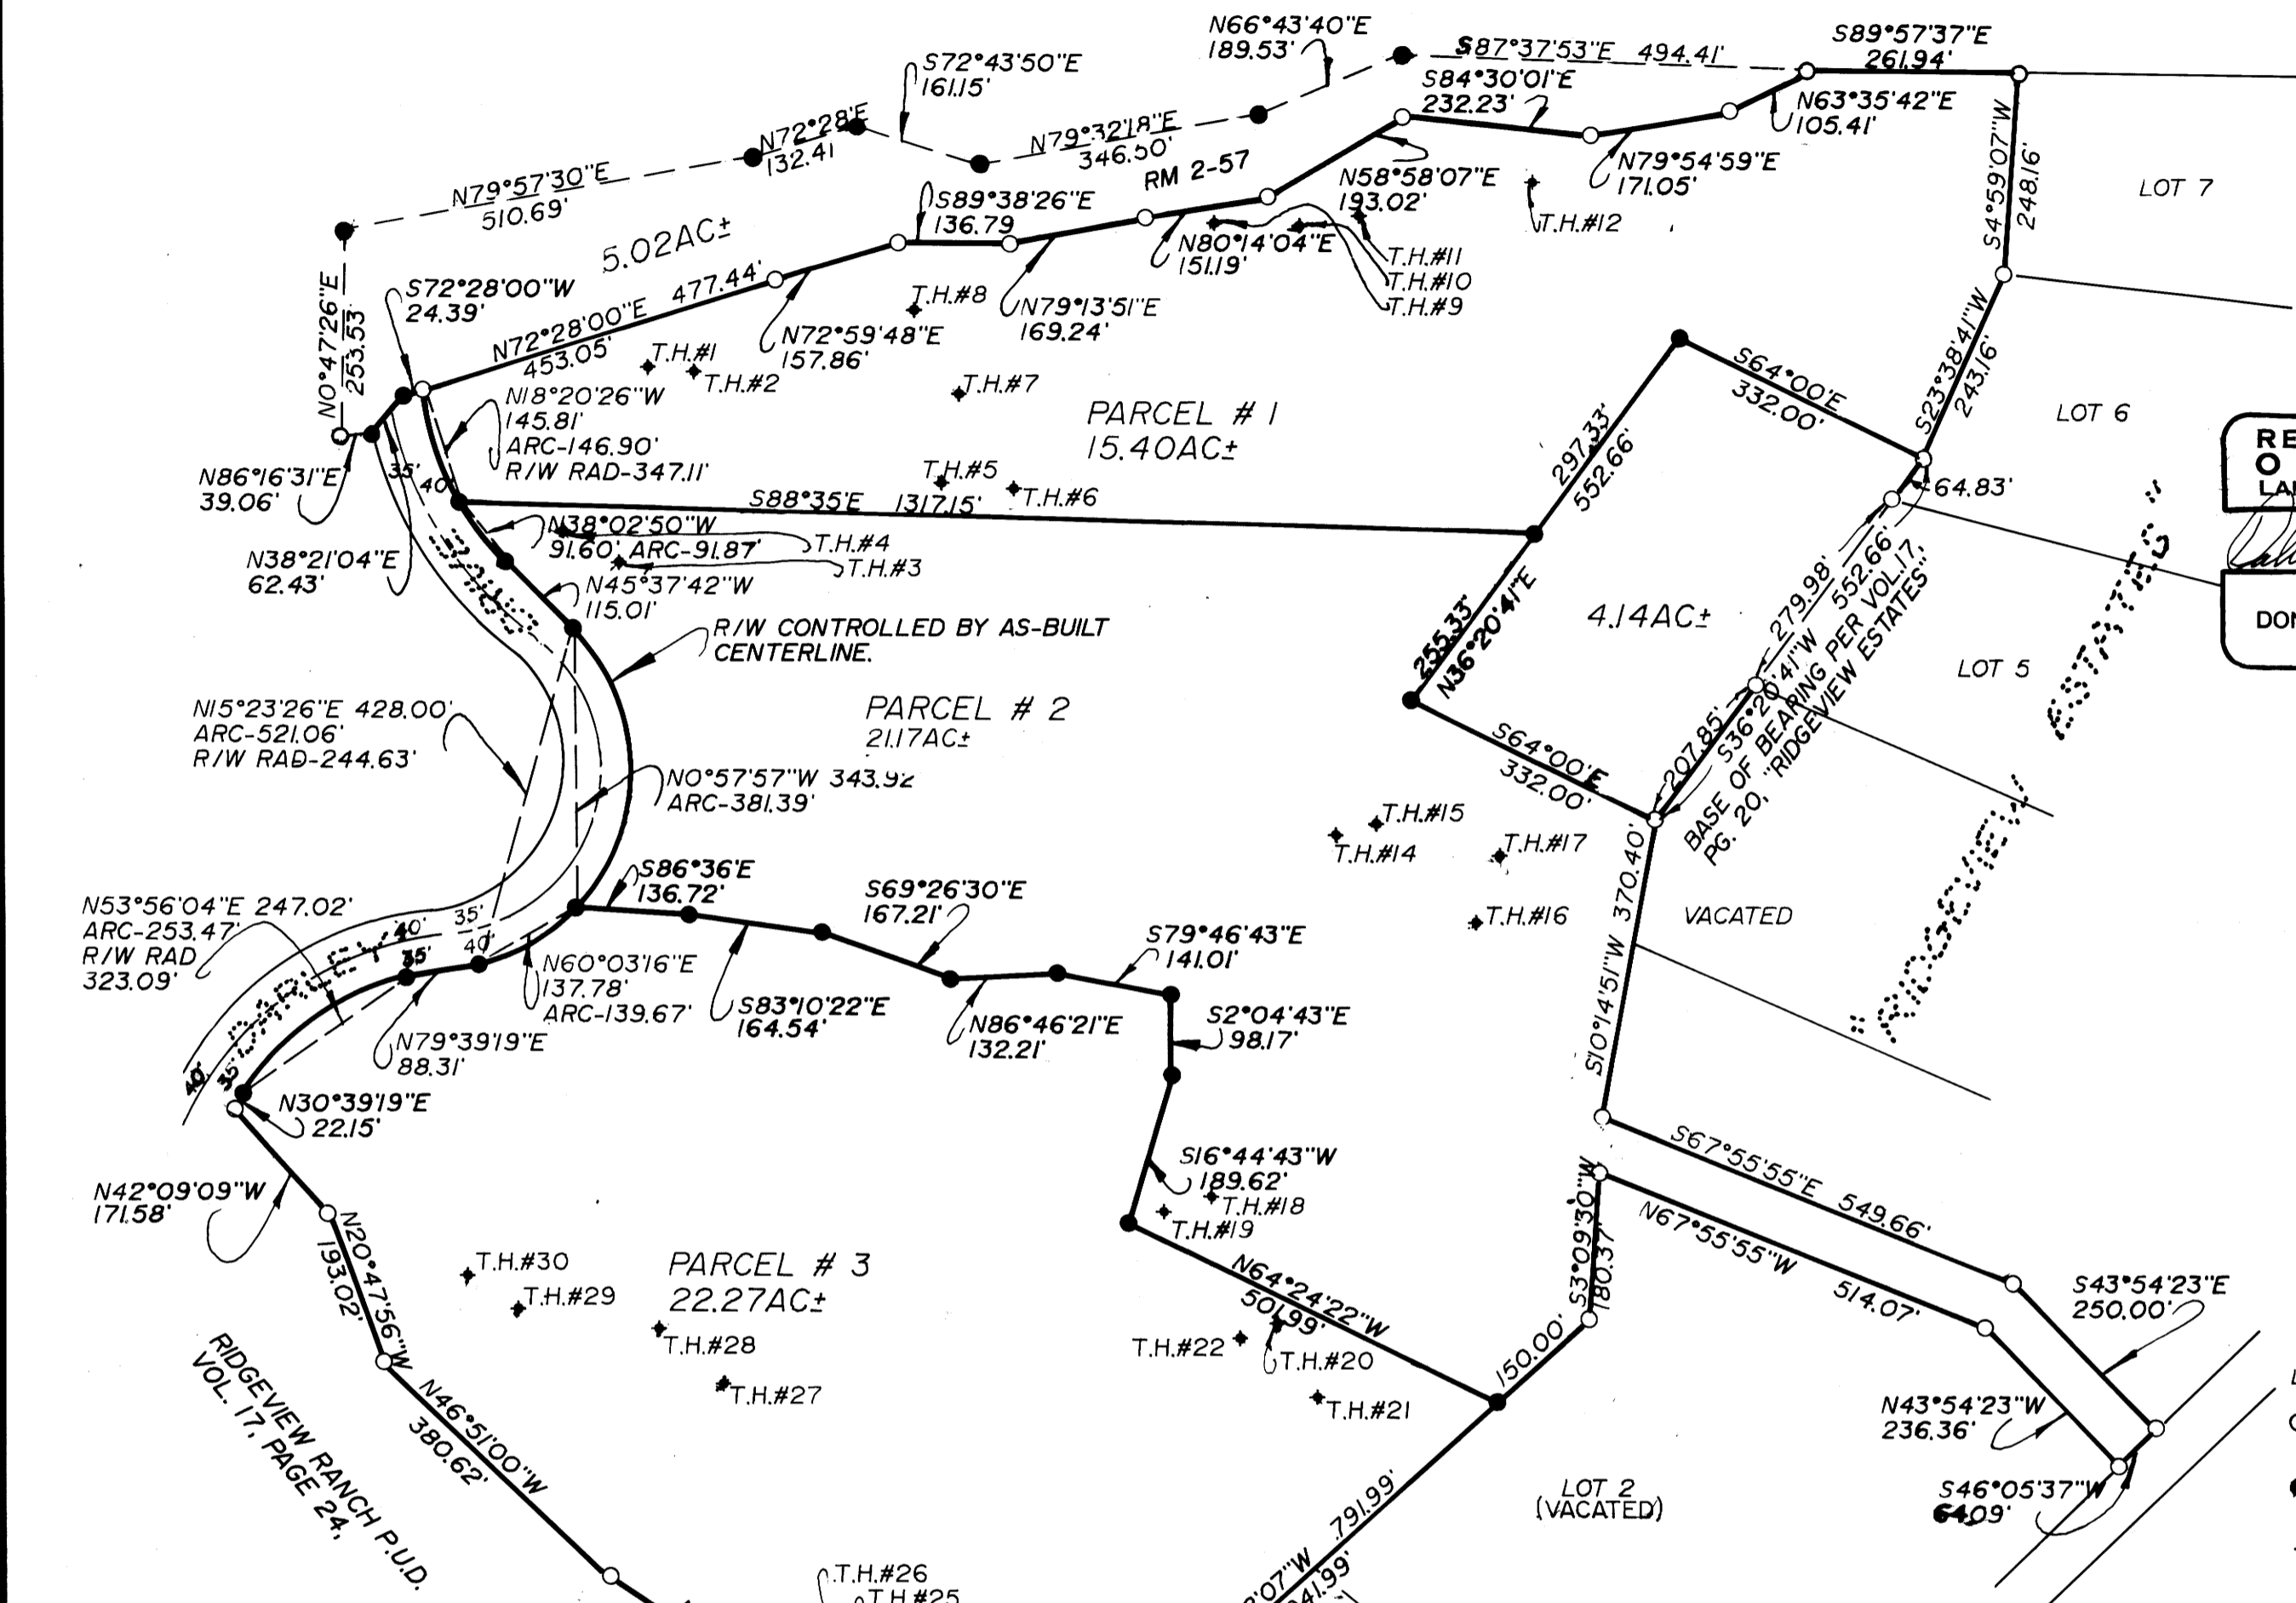 N66°43'40"E
189.53'
S87°37'53"E 494.41'
S89°57'37"E
261.94'
S72°43'50"E
161.15'
S84°30'01"E
232.23'
N63°35'42"E
105.41'
N72°28'E
132.41
N79°32'18"E
346.50'
RM 2-57
N79°57'30"E
510.69'
N79°54'59"E
171.05'
S4°59'07"W
248.16'
LOT 7
S89°38'26"E
136.79
N58°58'07"E
193.02'
T.H.#12
5.02AC±
N80°14'04"E
151.19'
T.H.#11
T.H.#10
T.H.#9
N0°47'26"E
253.53'
S72°28'00"W
24.39'
477.44'
T.H.#8
N79°13'51"E
169.24'
N72°28'00"E
453.05'
N72°59'48"E
157.86'
T.H.#1
T.H.#2
T.H.#7
N18°20'26"W
145.81'
ARC-146.90'
R/W RAD-347.11'
PARCEL # 1
15.40AC±
S64°00'E
332.00'
S23°38'41"W
243.16'
LOT 6
RE
O
LAN
N86°16'31"E
39.06'
35'
40'
T.H.#5
T.H.#6
S88°35'E 1317.15'
297.33'
552.66'
64.83'
N38°02'50"W
91.60' ARC-91.87'
T.H.#4
T.H.#3
N38°21'04"E
62.43'
N45°37'42"W
115.01'
R/W CONTROLLED BY AS-BUILT
CENTERLINE.
255.33'
N36°20'41"E
4.14AC±
279.98'
S36°20'41"W 552.66'
BASE OF BEARING PER VOL.17,
PG. 20, "RIDGEVIEW ESTATES"
207.85'
LOT 5
DON
"RIDGEVIEW ESTATES"
N15°23'26"E 428.00'
ARC-521.06'
R/W RAD-244.63'
PARCEL # 2
21.17AC±
N0°57'57"W 343.92
ARC-381.39'
S64°00'E
332.00'
T.H.#15
T.H.#14
T.H.#17
T.H.#16
VACATED
S10°14'51"W 370.40'
S86°36'E
136.72'
S69°26'30"E
167.21'
S79°46'43"E
141.01'
N53°56'04"E 247.02'
ARC-253.47'
R/W RAD
323.09'
40'
35'
35'
40'
N60°03'16"E
137.78'
ARC-139.67'
S83°10'22"E
164.54'
N86°46'21"E
132.21'
S2°04'43"E
98.17'
N79°39'19"E
88.31'
40'
35'
N30°39'19"E
22.15'
S16°44'43"W
189.62'
T.H.#18
T.H.#19
S67°55'55"E 549.66'
N42°09'09"W
171.58'
N67°55'55"W 514.07'
S3°09'30"W
180.37'
S43°54'23"E
250.00'
N20°47'56"W
193.02'
T.H.#30
T.H.#29
PARCEL # 3
22.27AC±
T.H.#28
T.H.#27
N64°24'22"W
501.99'
T.H.#22
T.H.#20
T.H.#21
150.00'
N43°54'23"W
236.36'
RIDGEVIEW RANCH P.U.D.
VOL. 17, PAGE 24,
N46°51'00"W
380.62'
LOT 2
(VACATED)
S46°05'37"W
64.09'
791.99'
'07"W
941.99'
T.H.#26
T.H.#25